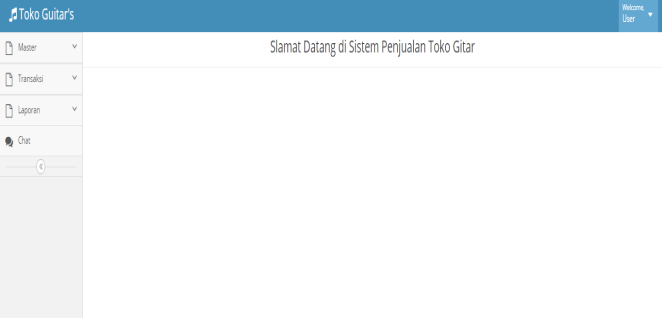 Toko Guitar's
Welcome,
User
Master
Slamat Datang di Sistem Penjualan Toko Gitar
Transaksi
Laporan
Chat